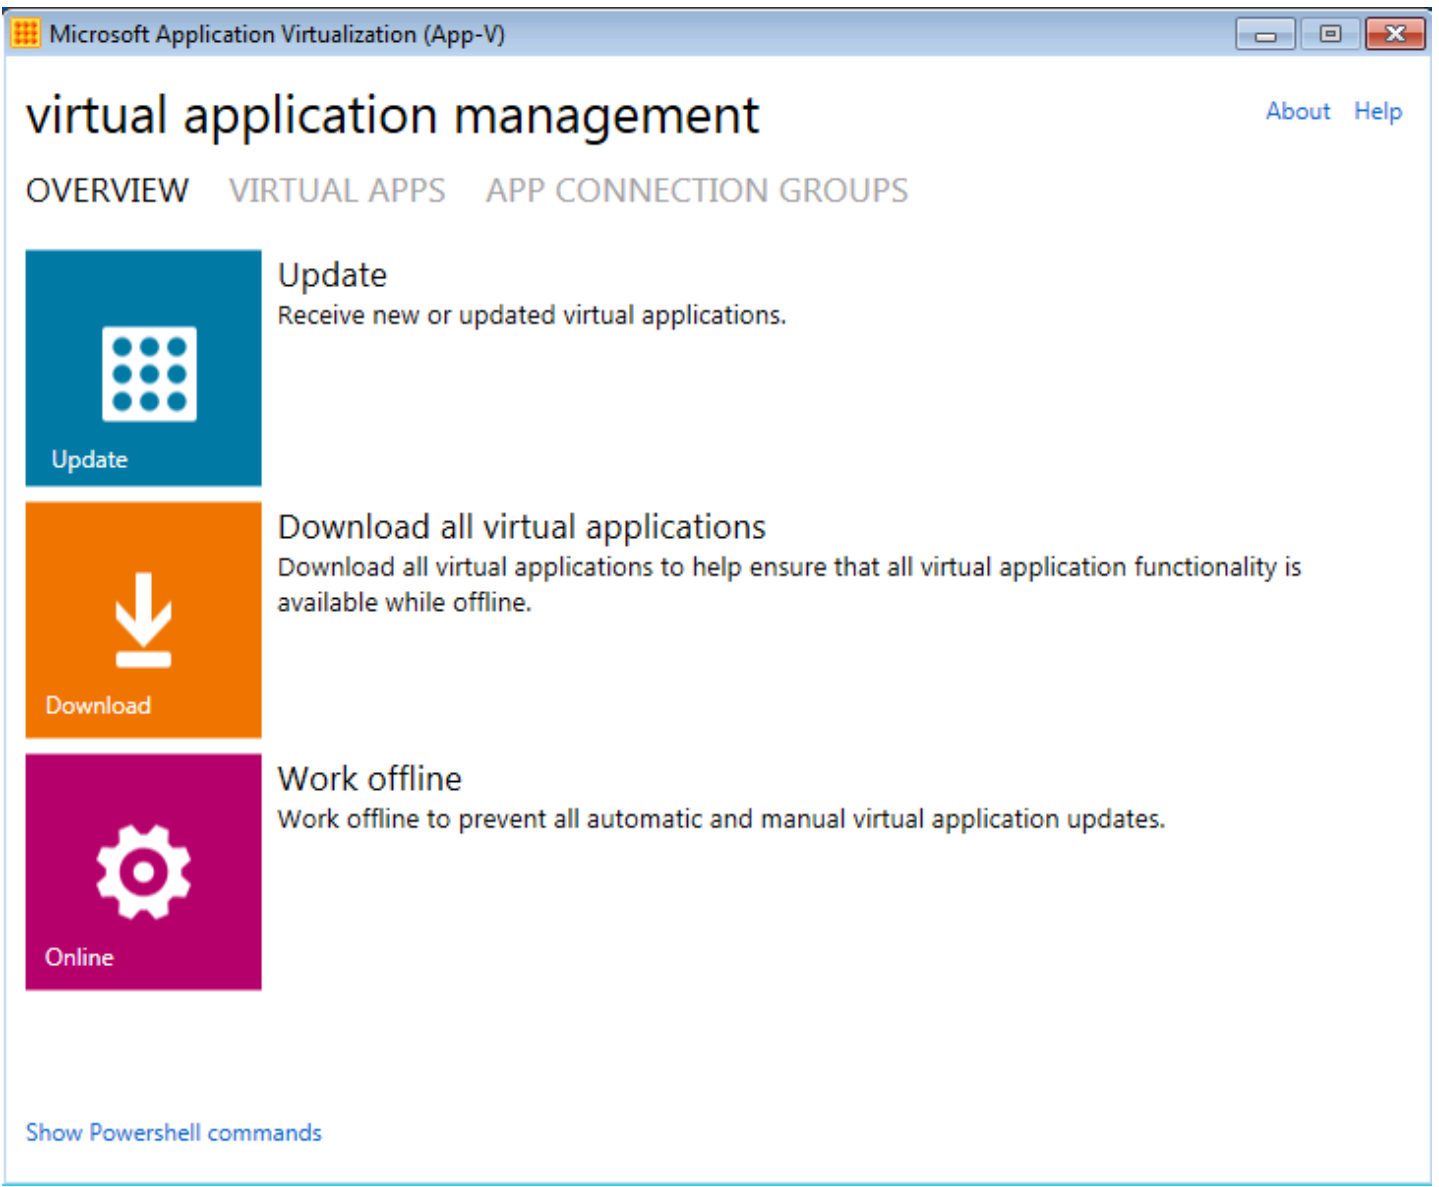 Microsoft Application Virtualization (App-V)
virtual application management
About Help
OVERVIEW VIRTUAL APPS APP CONNECTION GROUPS
Update
Receive new or updated virtual applications.
Update
Download all virtual applications
Download all virtual applications to help ensure that all virtual application functionality is
available while offline.
Download
Work offline
Work offline to prevent all automatic and manual virtual application updates.
Online
Show Powershell commands